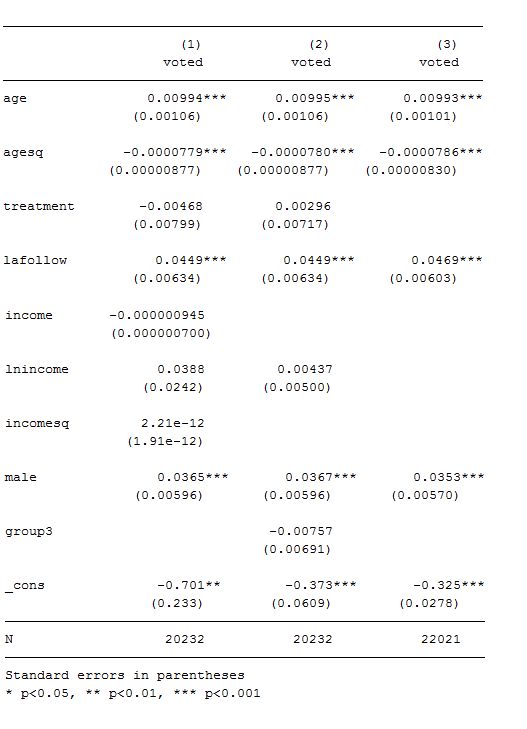 (1) (2) (3)
voted voted voted
age 0.00994*** 0.00995*** 0.00993***
(0.00106) (0.00106) (0.00101)
agesq -0.0000779*** -0.0000780*** -0.0000786***
(0.00000877) (0.00000877) (0.00000830)
treatment -0.00468 0.00296
(0.00799) (0.00717)
lafollow 0.0449*** 0.0449*** 0.0469***
(0.00634) (0.00634) (0.00603)
income -0.000000945
(0.000000700)
lnincome 0.0388 0.00437
(0.0242) (0.00500)
incomesq 2.21e-12
(1.91e-12)
male 0.0365*** 0.0367*** 0.0353***
(0.00596) (0.00596) (0.00570)
group3 -0.00757
(0.00691)
_cons -0.701** -0.373*** -0.325***
(0.233) (0.0609) (0.0278)
N 20232 20232 22021
Standard errors in parentheses
* p<0.05, ** p<0.01, *** p<0.001